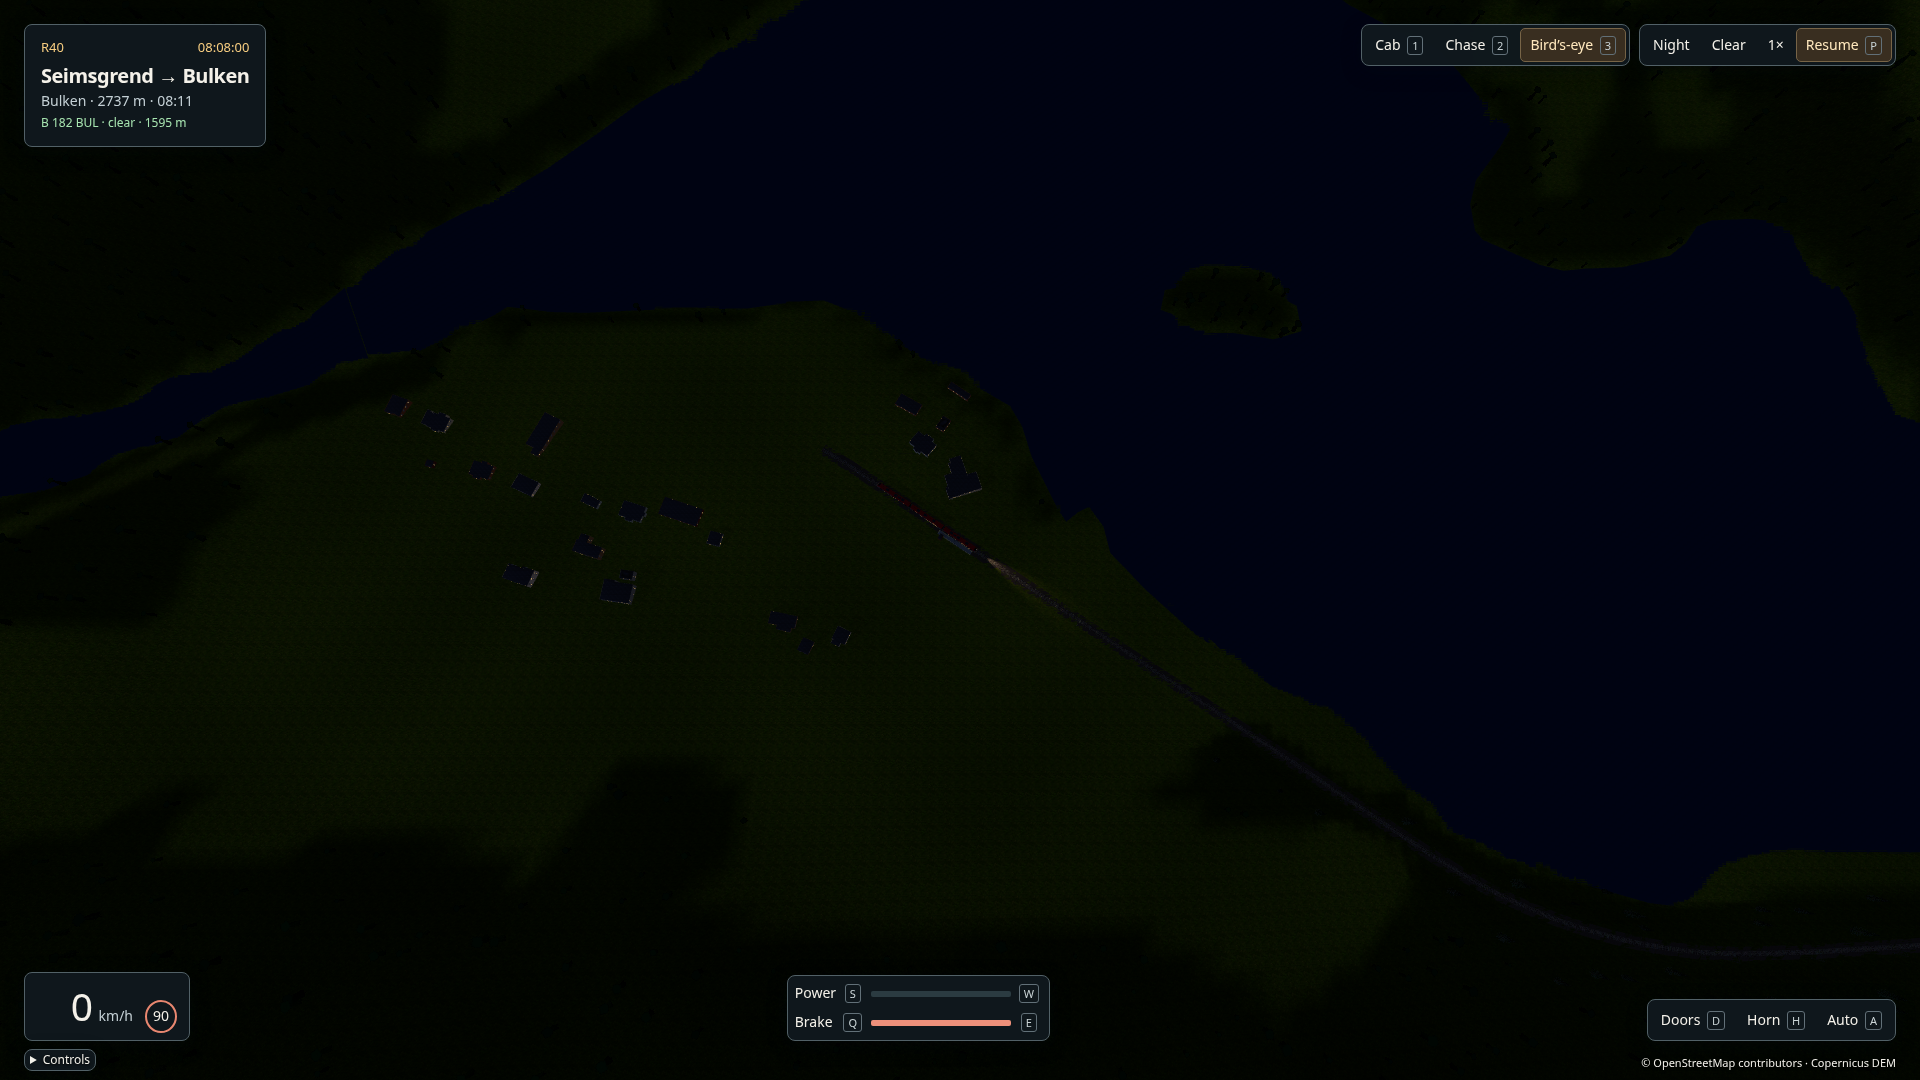 R40 08:08:00
Seimsgrend → Bulken
Bulken · 2737 m · 08:11
B 182 BUL · clear · 1595 m
Cab 1 Chase 2 Bird's-eye 3
Night Clear 1× Resume P
0 km/h 90
Controls
Power S W
Brake Q E
Doors D Horn H Auto A
© OpenStreetMap contributors · Copernicus DEM